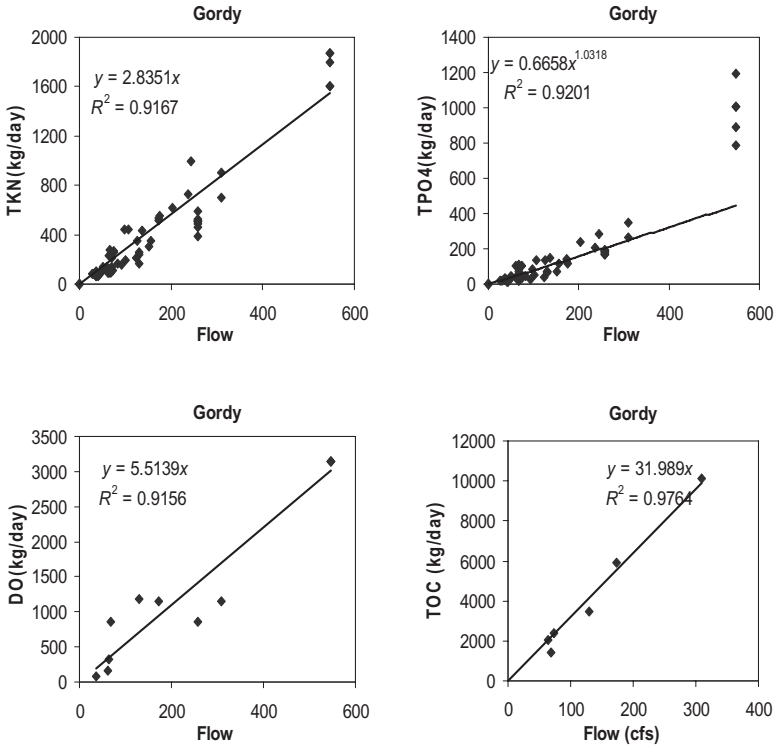 Gordy
2000
1600
1200
800
400
0
TKN(kg/day)
y = 2.8351x
R² = 0.9167
0 200 400 600
Flow
Gordy
1400
1200
1000
800
600
400
200
0
TPO4(kg/day)
y = 0.6658x^1.0318
R² = 0.9201
0 200 400 600
Flow
Gordy
3500
3000
2500
2000
1500
1000
500
0
DO(kg/day)
y = 5.5139x
R² = 0.9156
0 200 400 600
Flow
Gordy
12000
10000
8000
6000
4000
2000
0
TOC (kg/day)
y = 31.989x
R² = 0.9764
0 100 200 300 400
Flow (cfs)